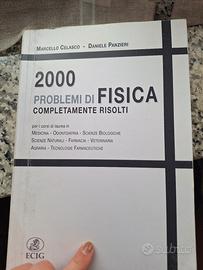 MARCELLO CELASCO - DANIELE PANZIERI
2000
PROBLEMI DI FISICA
COMPLETAMENTE RISOLTI
per i corsi di laurea in
MEDICINA - ODONTOIATRIA - SCIENZE BIOLOGICHE
SCIENZE NATURALI - FARMACIA - VETERINARIA
AGRARIA - TECNOLOGIE FARMACEUTICHE
ECIG
subito